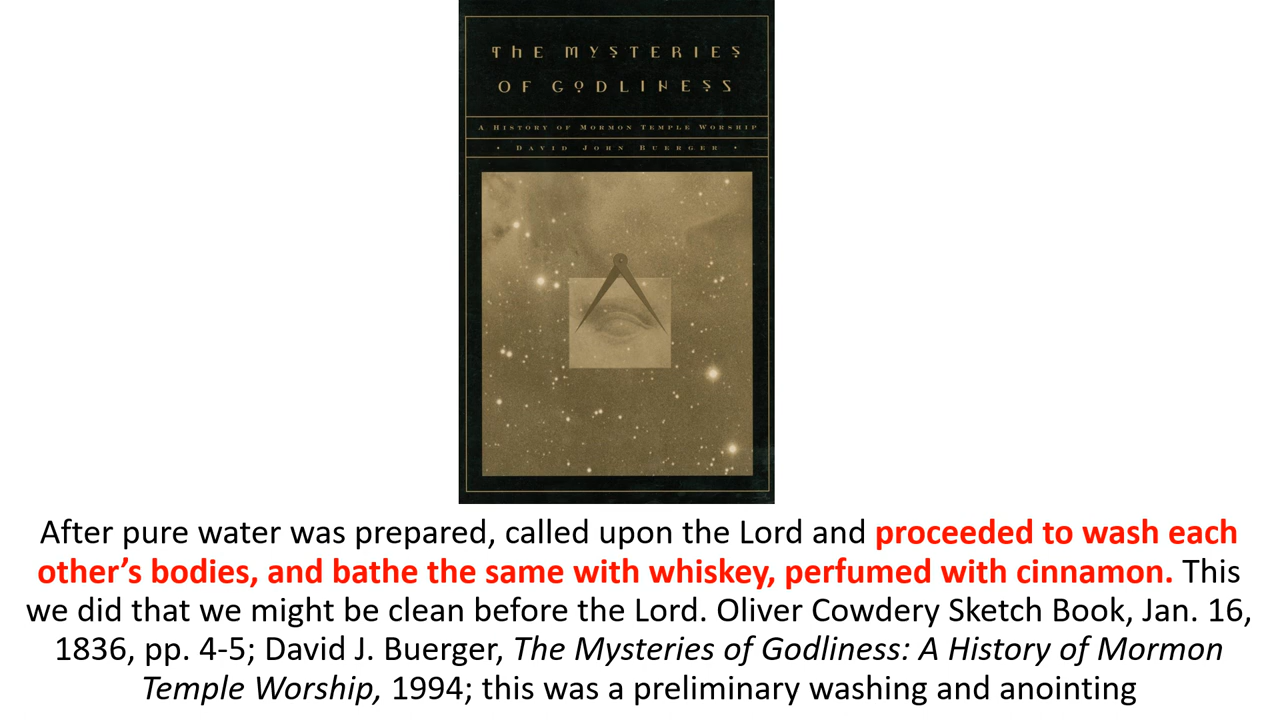 THE MYSTERIES
OF GODLINESS
A HISTORY OF MORMON TEMPLE WORSHIP
• DAVID JOHN BUERGER •
After pure water was prepared, called upon the Lord and proceeded to wash each
other’s bodies, and bathe the same with whiskey, perfumed with cinnamon. This
we did that we might be clean before the Lord. Oliver Cowdery Sketch Book, Jan. 16,
1836, pp. 4-5; David J. Buerger, The Mysteries of Godliness: A History of Mormon
Temple Worship, 1994; this was a preliminary washing and anointing